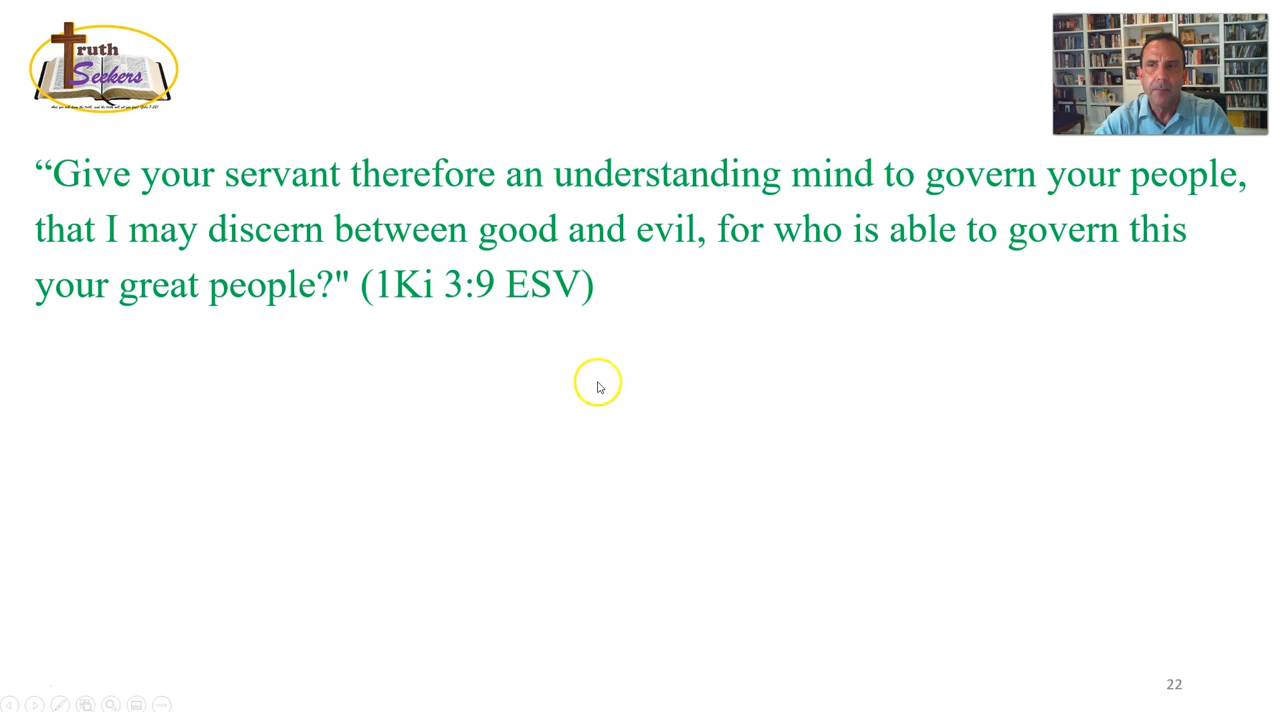 Truth
Seekers
“Give your servant therefore an understanding mind to govern your people,
that I may discern between good and evil, for who is able to govern this
your great people?" (1Ki 3:9 ESV)
22